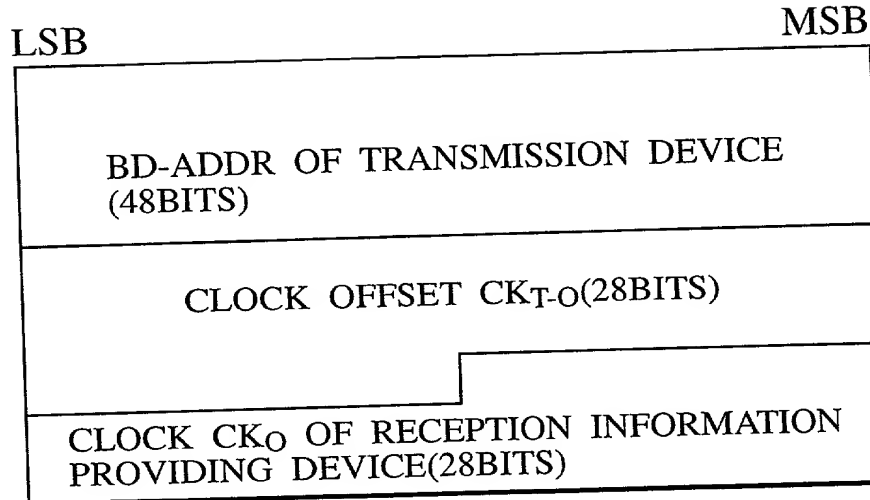 LSB MSB
BD-ADDR OF TRANSMISSION DEVICE
(48BITS)
CLOCK OFFSET CKT-O(28BITS)
CLOCK CKO OF RECEPTION INFORMATION
PROVIDING DEVICE(28BITS)